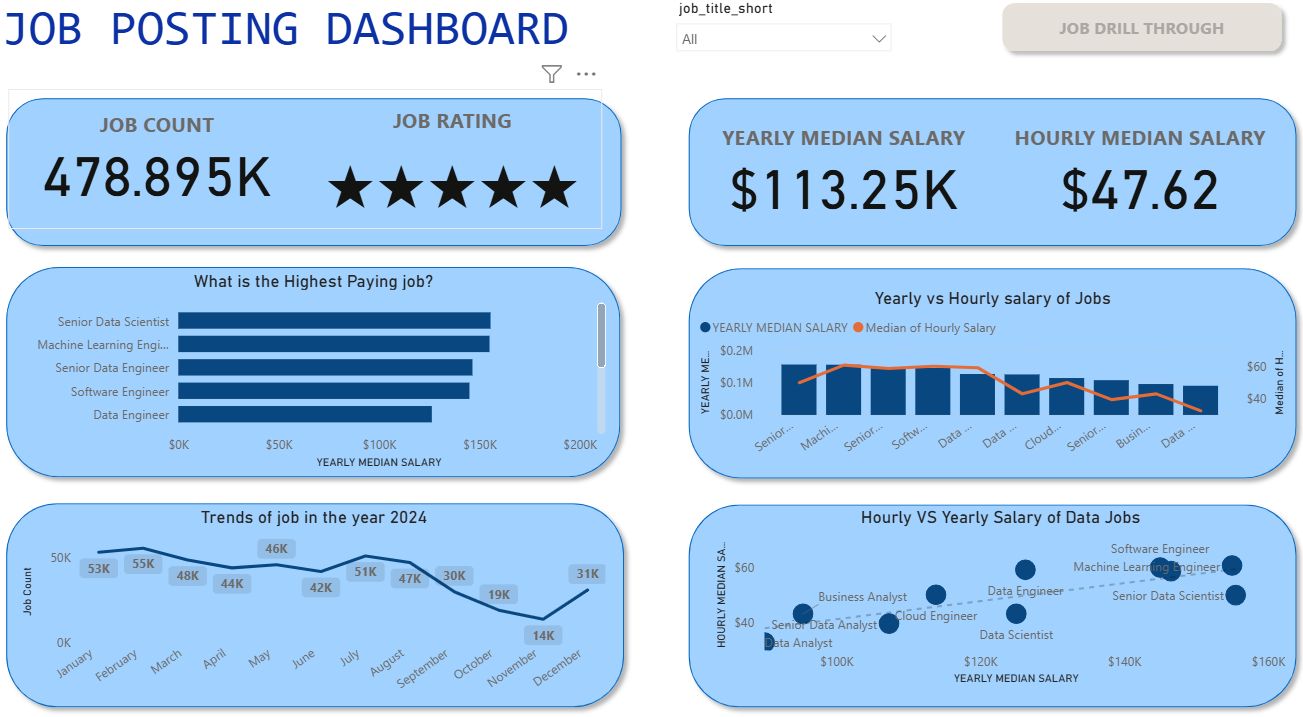 JOB POSTING DASHBOARD
job_title_short
All
JOB DRILL THROUGH
JOB COUNT
478.895K
JOB RATING
★★★★★
YEARLY MEDIAN SALARY
$113.25K
HOURLY MEDIAN SALARY
$47.62
What is the Highest Paying job?
Senior Data Scientist
Machine Learning Engi...
Senior Data Engineer
Software Engineer
Data Engineer
$0K $50K $100K $150K $200K
YEARLY MEDIAN SALARY
Yearly vs Hourly salary of Jobs
YEARLY MEDIAN SALARY Median of Hourly Salary
YEARLY ME...
$0.2M
$0.1M
$0.0M
$60
$40
Median of H...
Senior... Machi... Senior... Softw... Data ... Data ... Cloud... Senior... Busin... Data ...
Trends of job in the year 2024
Job Count
50K
0K
53K 55K 48K 44K 46K 42K 51K 47K 30K 19K 14K 31K
January February March April May June July August September October November December
Hourly VS Yearly Salary of Data Jobs
HOURLY MEDIAN SA...
$60
$40
Software Engineer
Machine Learning Engineer
Data Engineer
Senior Data Scientist
Business Analyst
Cloud Engineer
Senior Data Analyst
Data Scientist
Data Analyst
$100K $120K $140K $160K
YEARLY MEDIAN SALARY